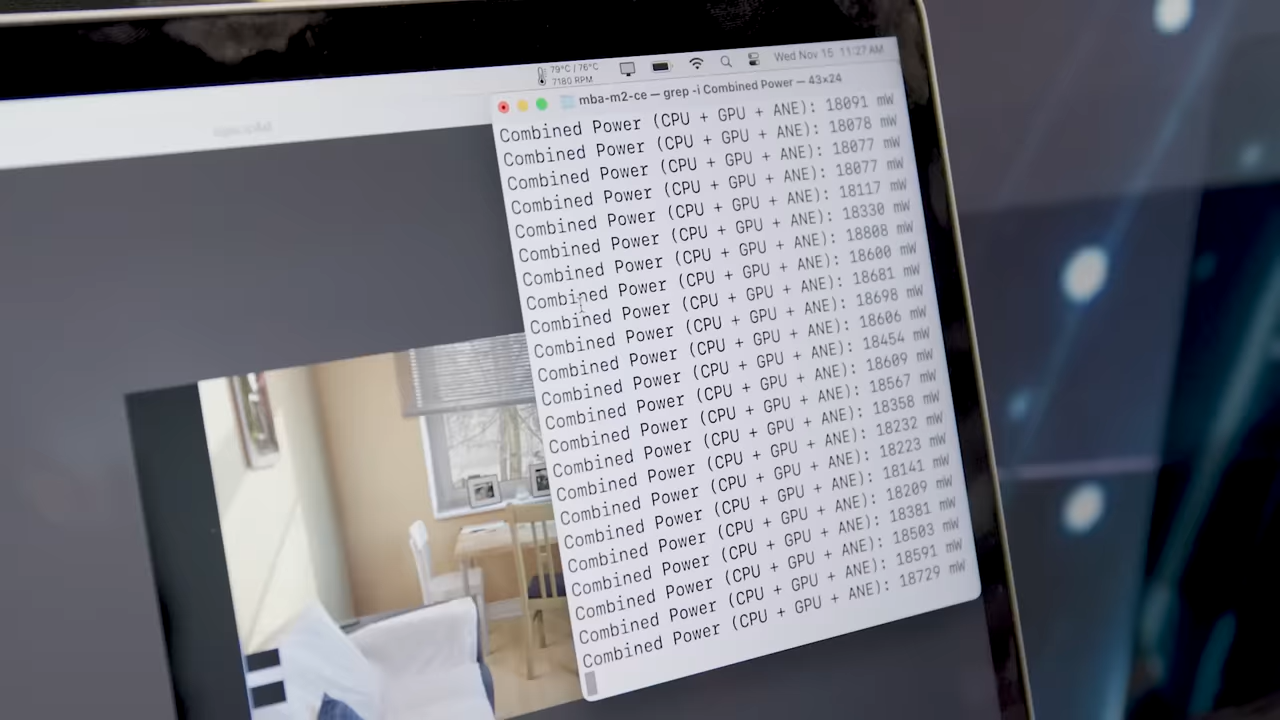 79°C / 76°C
7180 RPM
Wed Nov 15 11:27 AM
mba-m2-ce — grep -i Combined Power — 43×24
Combined Power (CPU + GPU + ANE): 18091 mW
Combined Power (CPU + GPU + ANE): 18078 mW
Combined Power (CPU + GPU + ANE): 18077 mW
Combined Power (CPU + GPU + ANE): 18077 mW
Combined Power (CPU + GPU + ANE): 18117 mW
Combined Power (CPU + GPU + ANE): 18330 mW
Combined Power (CPU + GPU + ANE): 18808 mW
Combined Power (CPU + GPU + ANE): 18600 mW
Combined Power (CPU + GPU + ANE): 18681 mW
Combined Power (CPU + GPU + ANE): 18698 mW
Combined Power (CPU + GPU + ANE): 18606 mW
Combined Power (CPU + GPU + ANE): 18454 mW
Combined Power (CPU + GPU + ANE): 18609 mW
Combined Power (CPU + GPU + ANE): 18567 mW
Combined Power (CPU + GPU + ANE): 18358 mW
Combined Power (CPU + GPU + ANE): 18232 mW
Combined Power (CPU + GPU + ANE): 18223 mW
Combined Power (CPU + GPU + ANE): 18141 mW
Combined Power (CPU + GPU + ANE): 18209 mW
Combined Power (CPU + GPU + ANE): 18381 mW
Combined Power (CPU + GPU + ANE): 18503 mW
Combined Power (CPU + GPU + ANE): 18591 mW
Combined Power (CPU + GPU + ANE): 18729 mW